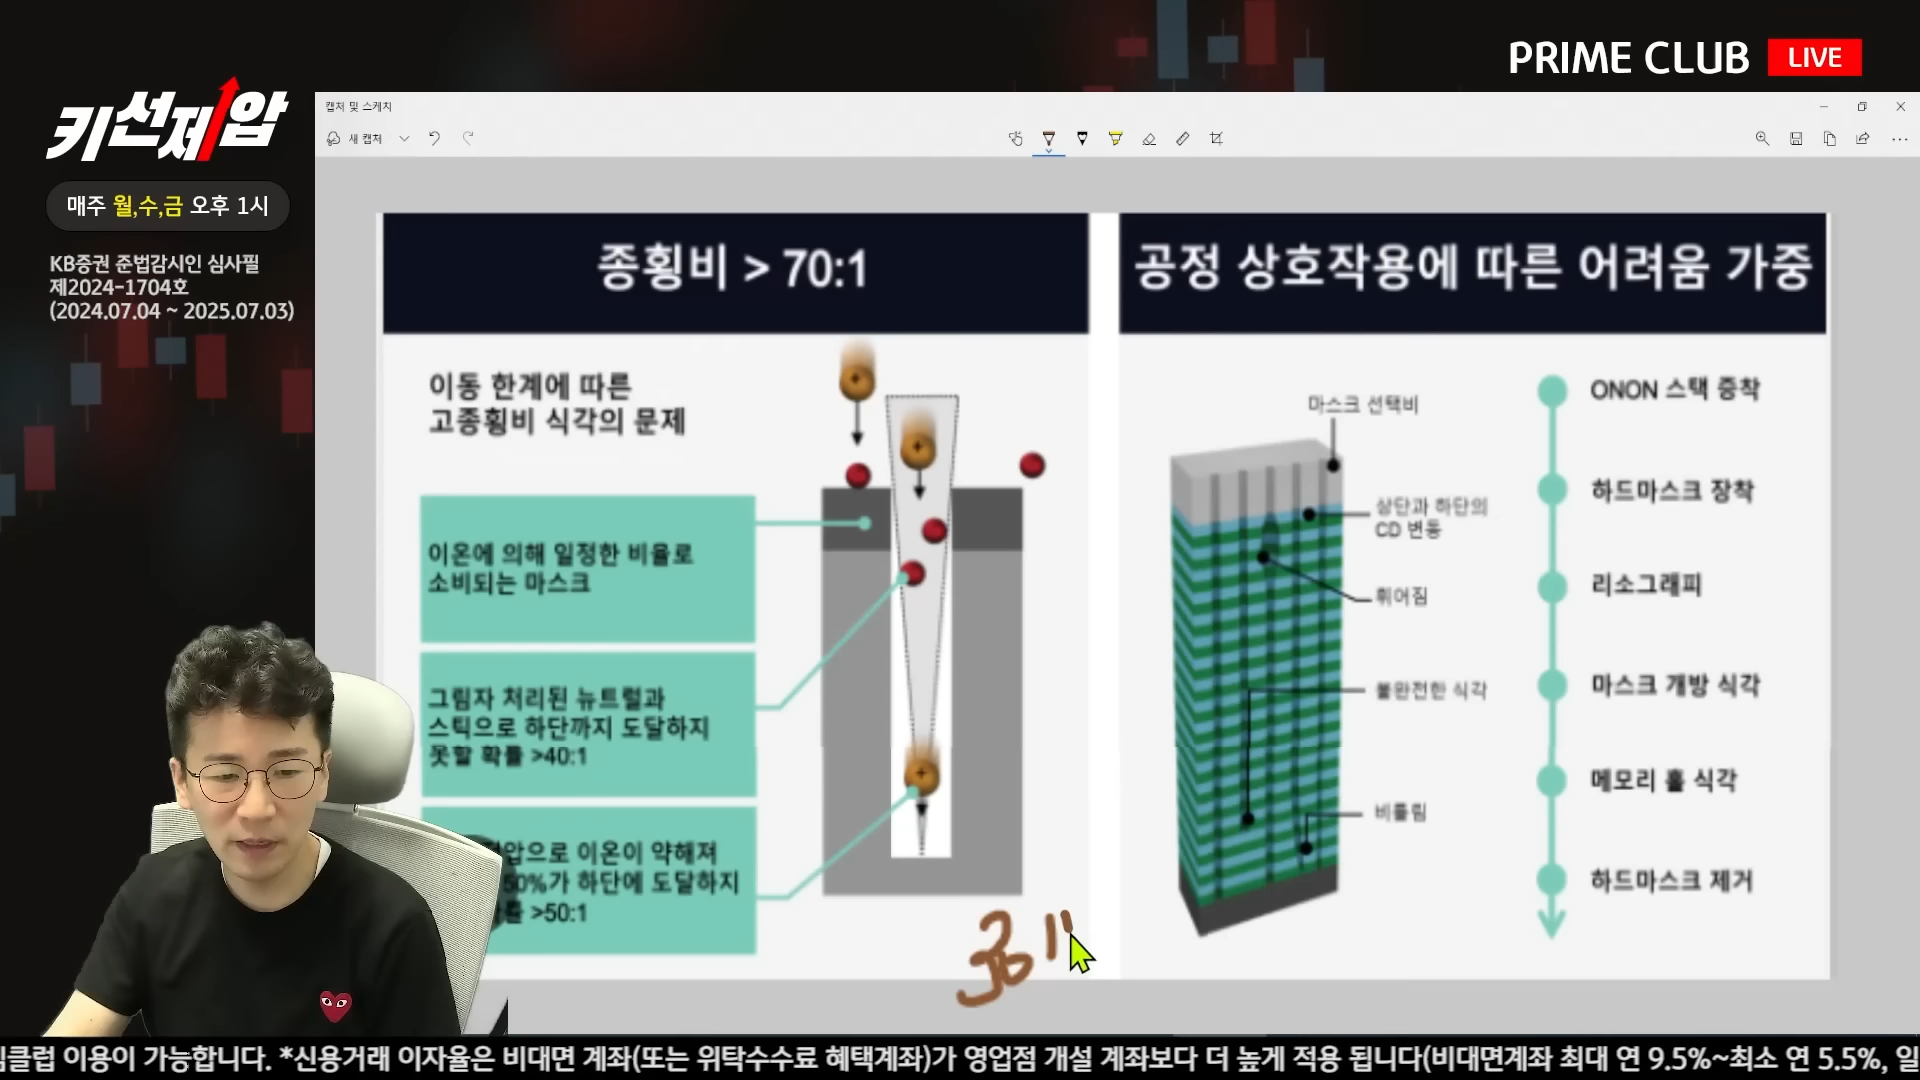 PRIME CLUB LIVE
키선제압
매주 월,수,금 오후 1시
KB증권 준법감시인 심사필
제2024-1704호
(2024.07.04 ~ 2025.07.03)
캡처 및 스케치
새 캡처
종횡비 > 70:1
이동 한계에 따른
고종횡비 식각의 문제
이온에 의해 일정한 비율로
소비되는 마스크
그림자 처리된 뉴트럴과
스틱으로 하단까지 도달하지
못할 확률 >40:1
압으로 이온이 약해져
50%가 하단에 도달하지
>50:1
공정 상호작용에 따른 어려움 가중
마스크 선택비
상단과 하단의
CD 변동
휘어짐
불완전한 식각
비틀림
ONON 스택 증착
하드마스크 장착
리소그래피
마스크 개방 식각
메모리 홀 식각
하드마스크 제거
클럽 이용이 가능합니다. *신용거래 이자율은 비대면 계좌(또는 위탁수수료 혜택계좌)가 영업점 개설 계좌보다 더 높게 적용 됩니다(비대면계좌 최대 연 9.5%~최소 연 5.5%, 일